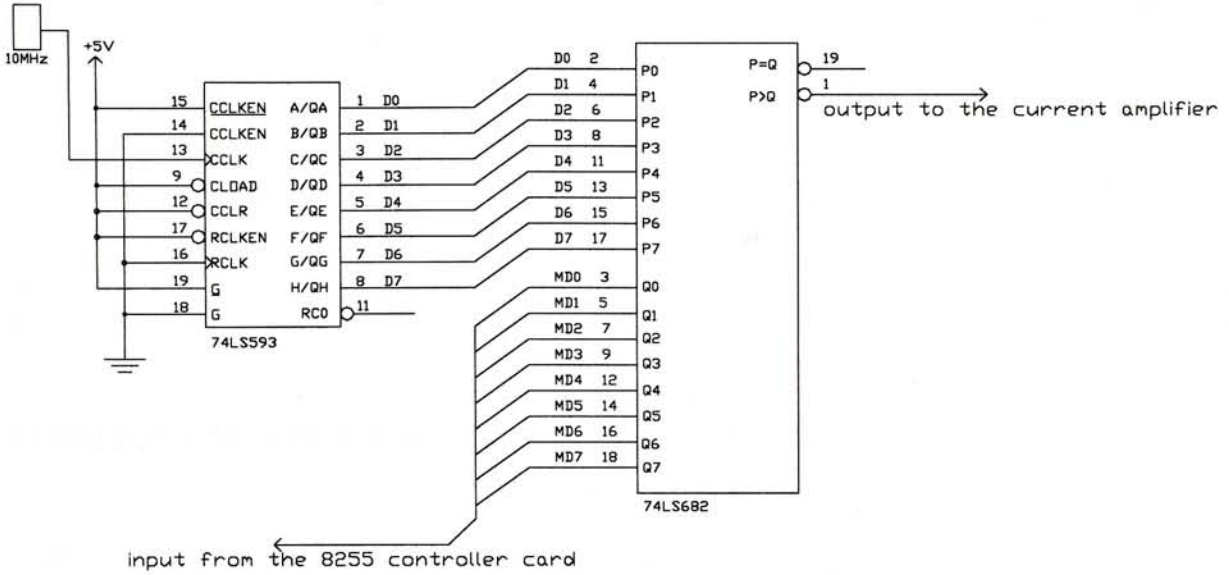 10MHz
+5V
15 CCLKEN A/QA 1 D0
14 CCLKEN B/QB 2 D1
13 CCLK C/QC 3 D2
9 CLOAD D/QD 4 D3
12 CCLR E/QE 5 D4
17 RCLKEN F/QF 6 D5
16 RCLK G/QG 7 D6
19 G H/QH 8 D7
18 G RCO 11
74LS593
D0 2 P0 P=Q 19
D1 4 P1 P>Q 1
output to the current amplifier
D2 6 P2
D3 8 P3
D4 11 P4
D5 13 P5
D6 15 P6
D7 17 P7
MD0 3 Q0
MD1 5 Q1
MD2 7 Q2
MD3 9 Q3
MD4 12 Q4
MD5 14 Q5
MD6 16 Q6
MD7 18 Q7
74LS682
input from the 8255 controller card